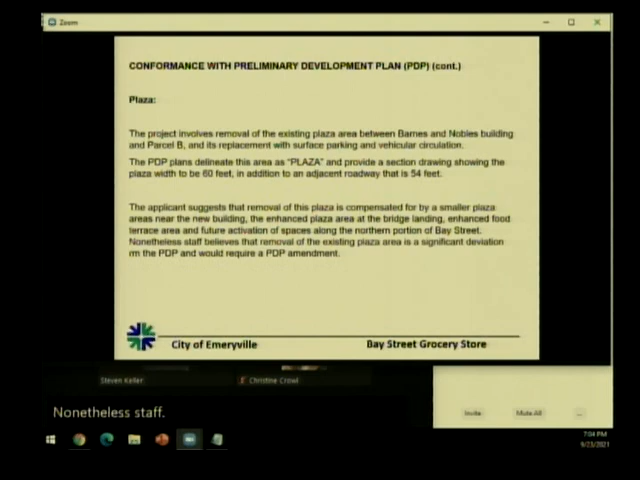 Zoom
CONFORMANCE WITH PRELIMINARY DEVELOPMENT PLAN (PDP) (cont.)
Plaza:
The project involves removal of the existing plaza area between Barnes and Nobles building
and Parcel B, and its replacement with surface parking and vehicular circulation.
The PDP plans delineate this area as "PLAZA" and provide a section drawing showing the
plaza width to be 60 feet, in addition to an adjacent roadway that is 54 feet.
The applicant suggests that removal of this plaza is compensated for by a smaller plaza
areas near the new building, the enhanced plaza area at the bridge landing, enhanced food
terrace area and future activation of spaces along the northern portion of Bay Street.
Nonetheless staff believes that removal of the existing plaza area is a significant deviation
rm the PDP and would require a PDP amendment.
City of Emeryville
Bay Street Grocery Store
Steven Keller
Christine Crowl
Nonetheless staff.
Invite
Mute All
...
7:04 PM
9/23/2021